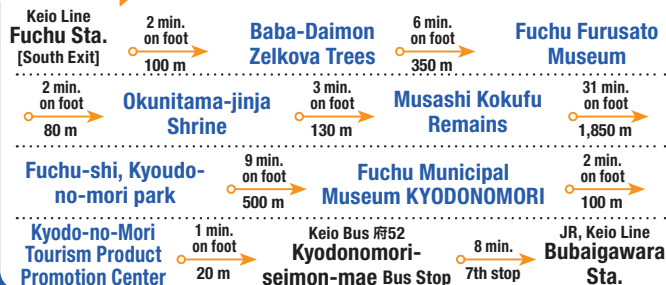 Keio Line
Fuchu Sta.
[South Exit]
2 min.
on foot
100 m
Baba-Daimon
Zelkova Trees
6 min.
on foot
350 m
Fuchu Furusato
Museum
2 min.
on foot
80 m
Okunitama-jinja
Shrine
3 min.
on foot
130 m
Musashi Kokufu
Remains
31 min.
on foot
1,850 m
Fuchu-shi, Kyoudo-
no-mori park
9 min.
on foot
500 m
Fuchu Municipal
Museum KYODONOMORI
2 min.
on foot
100 m
Kyodo-no-Mori
Tourism Product
Promotion Center
1 min.
on foot
20 m
Keio Bus 府52
Kyodonomori-
seimon-mae Bus Stop
8 min.
7th stop
JR, Keio Line
Bubaigawara
Sta.